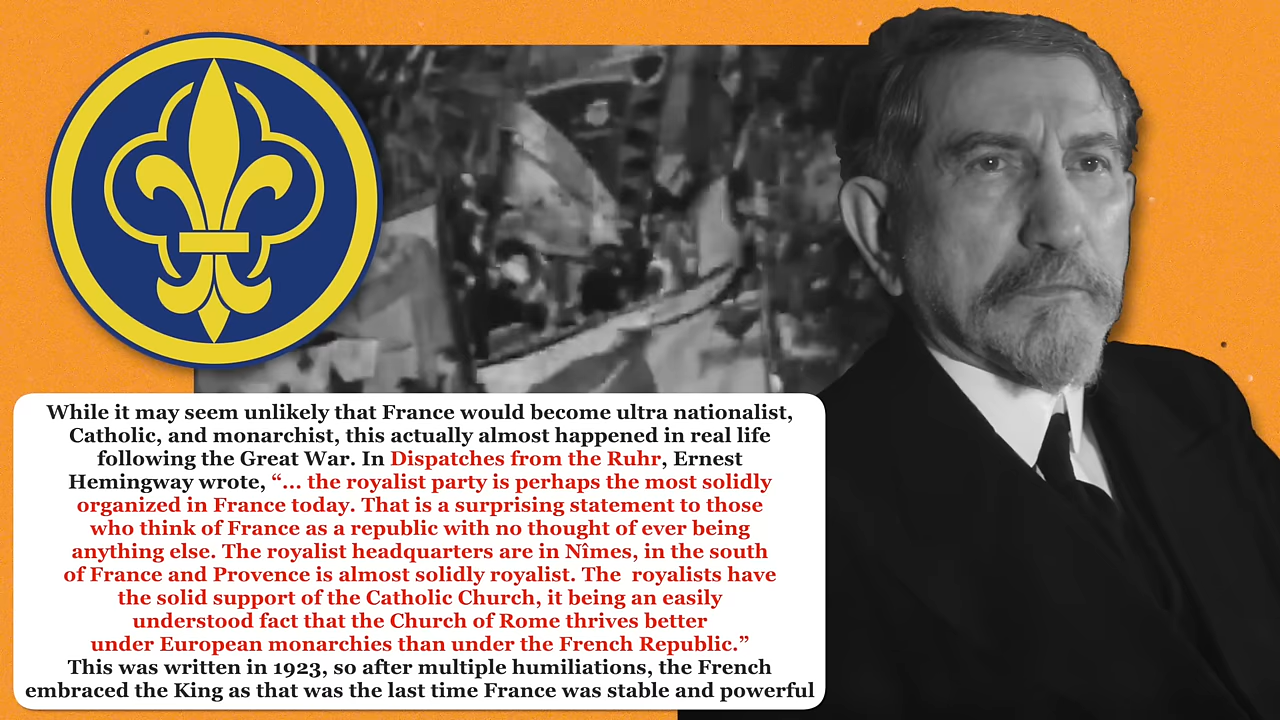 While it may seem unlikely that France would become ultra nationalist,
Catholic, and monarchist, this actually almost happened in real life
following the Great War. In Dispatches from the Ruhr, Ernest
Hemingway wrote, “... the royalist party is perhaps the most solidly
organized in France today. That is a surprising statement to those
who think of France as a republic with no thought of ever being
anything else. The royalist headquarters are in Nîmes, in the south
of France and Provence is almost solidly royalist. The  royalists have
the solid support of the Catholic Church, it being an easily
understood fact that the Church of Rome thrives better
under European monarchies than under the French Republic.”
This was written in 1923, so after multiple humiliations, the French
embraced the King as that was the last time France was stable and powerful